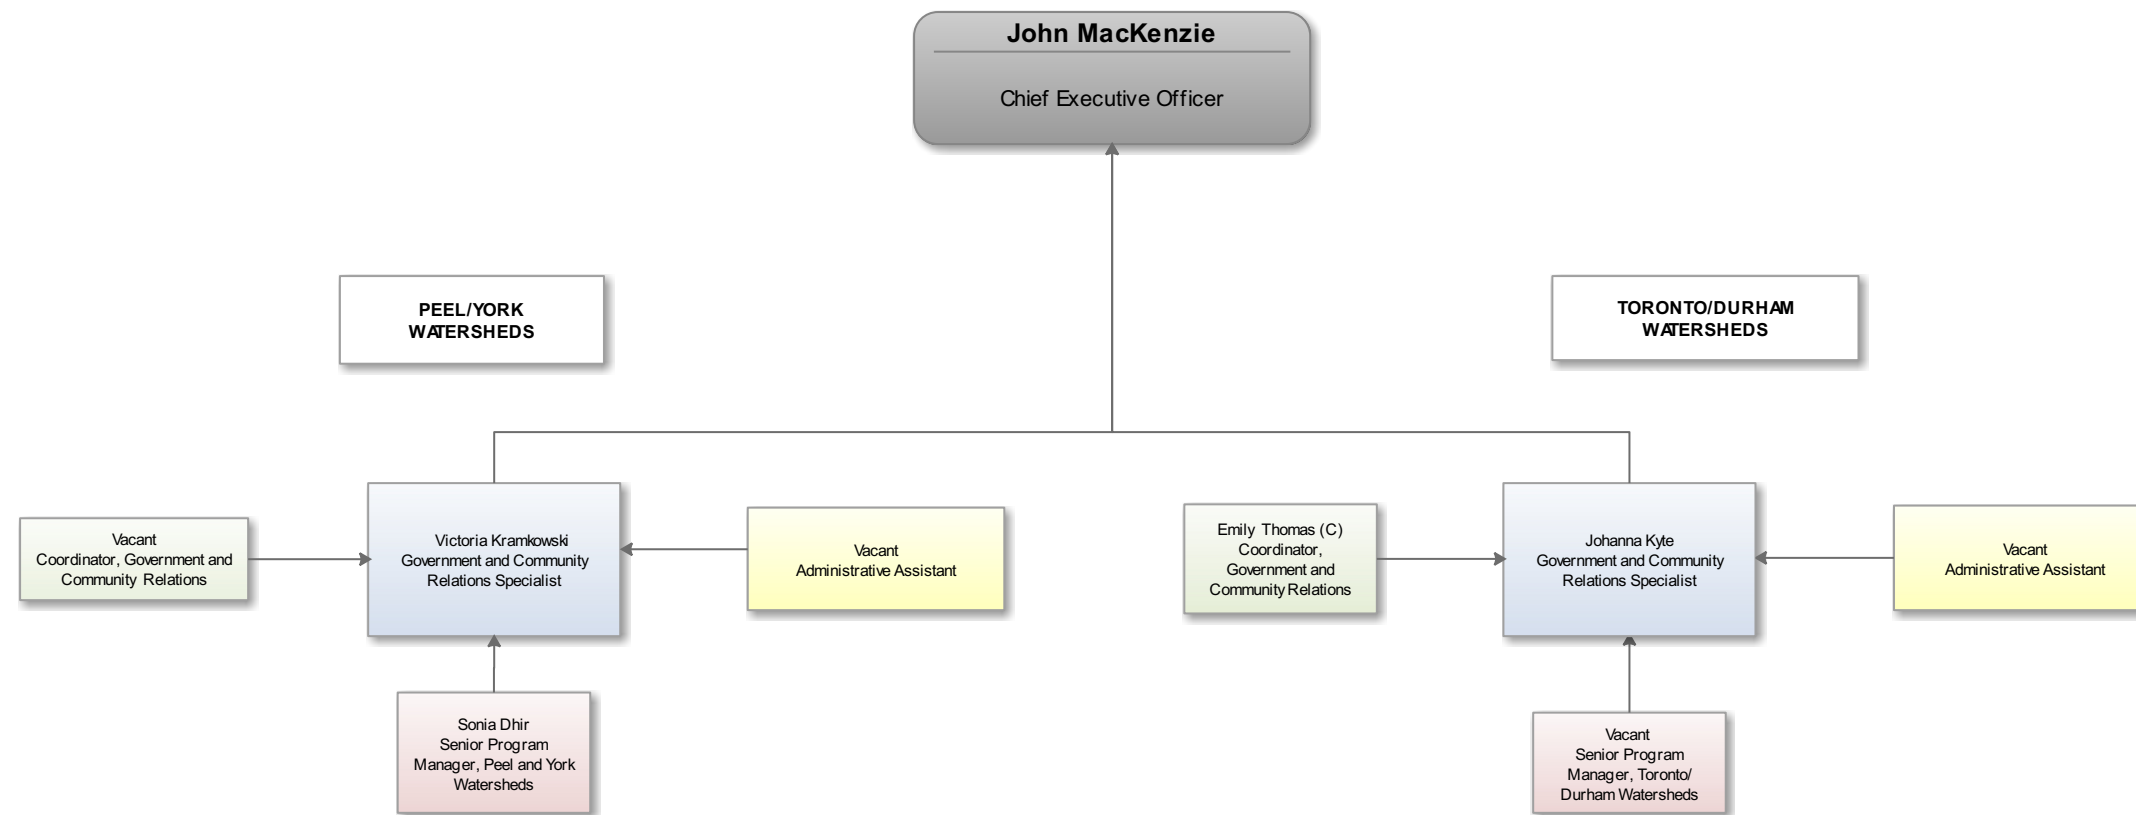 John MacKenzie
Chief Executive Officer
PEEL/YORK
WATERSHEDS
TORONTO/DURHAM
WATERSHEDS
Vacant
Coordinator, Government and
Community Relations
Victoria Kramkowski
Government and Community
Relations Specialist
Vacant
Administrative Assistant
Emily Thomas (C)
Coordinator,
Government and
Community Relations
Johanna Kyte
Government and Community
Relations Specialist
Vacant
Administrative Assistant
Sonia Dhir
Senior Program
Manager, Peel and York
Watersheds
Vacant
Senior Program
Manager, Toronto/
Durham Watersheds